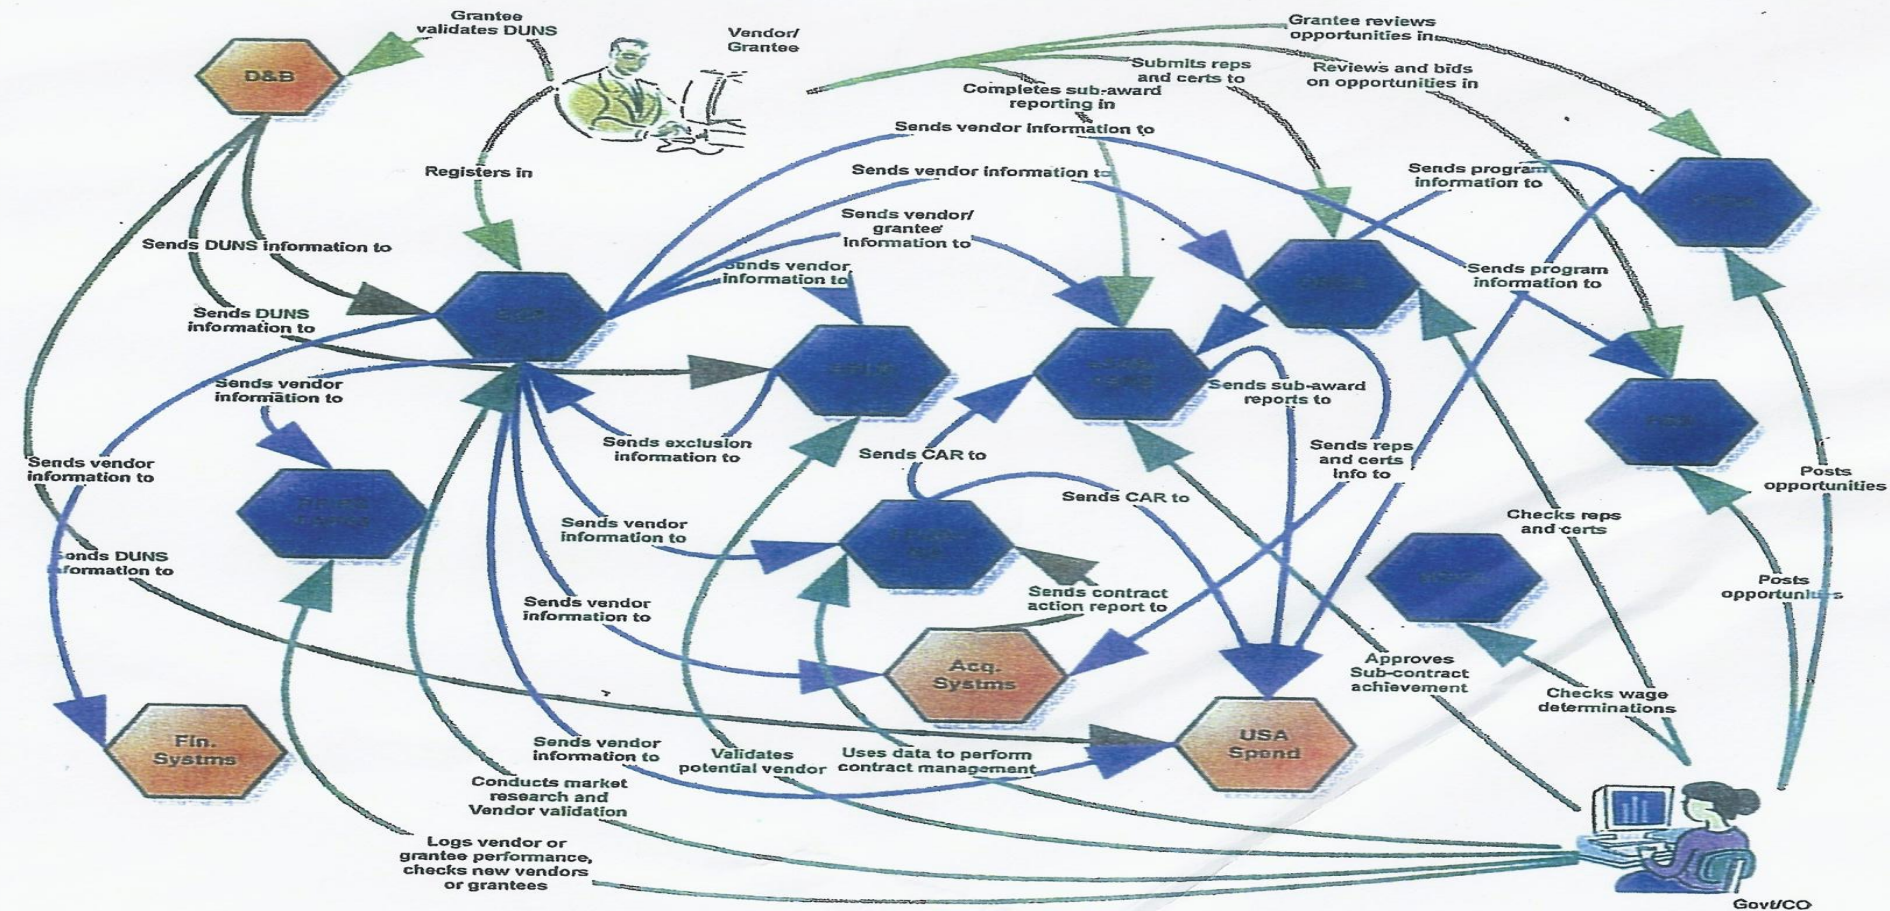 Grantee
validates DUNS
D&B
Vendor/
Grantee
Grantee reviews
opportunities in
Submits reps
and certs to
Reviews and bids
on opportunities in
Completes sub-award
reporting in
Sends vendor information to
Registers in
Sends vendor information to
Sends program
information to
Sends vendor/
grantee
information to
Sends DUNS information to
Sends vendor
information to
Sends program
information to
Sends DUNS
information to
Sends vendor
information to
Sends sub-award
reports to
Sends exclusion
information to
Sends CAR to
Sends reps
and certs
info to
Sends vendor
information to
Sends CAR to
Posts
opportunities
Sends vendor
information to
Checks reps
and certs
Sends DUNS
information to
Sends contract
action report to
Posts
opportunities
Sends vendor
information to
Acq.
Systms
Approves
Sub-contract
achievement
Checks wage
determinations
Fin.
Systms
Sends vendor
information to
Validates
potential vendor
Uses data to perform
contract management
USA
Spend
Conducts market
research and
Vendor validation
Logs vendor or
grantee performance,
checks new vendors
or grantees
Govt/CO